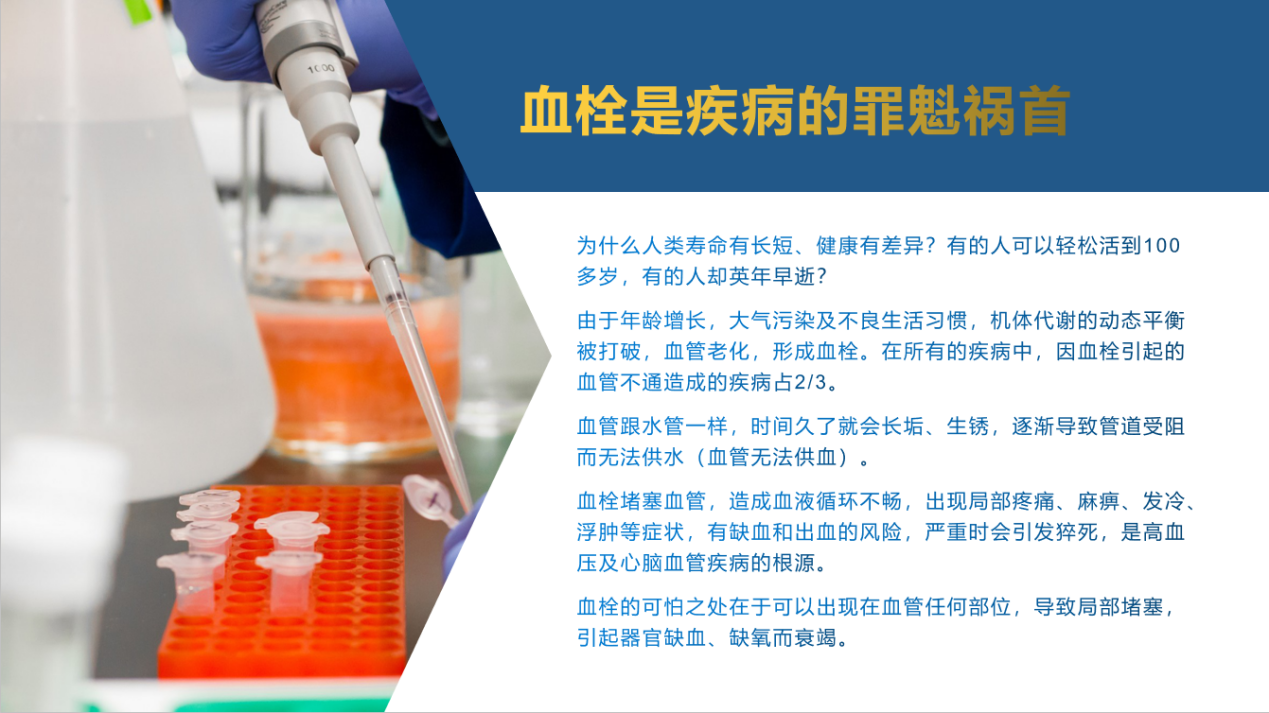 血栓是疾病的罪魁祸首
1000
为什么人类寿命有长短、健康有差异？有的人可以轻松活到100
多岁，有的人却英年早逝？
由于年龄增长，大气污染及不良生活习惯，机体代谢的动态平衡
被打破，血管老化，形成血栓。在所有的疾病中，因血栓引起的
血管不通造成的疾病占2/3。
血管跟水管一样，时间久了就会长垢、生锈，逐渐导致管道受阻
而无法供水（血管无法供血）。
血栓堵塞血管，造成血液循环不畅，出现局部疼痛、麻痹、发冷、
浮肿等症状，有缺血和出血的风险，严重时会引发猝死，是高血
压及心脑血管疾病的根源。
血栓的可怕之处在于可以出现在血管任何部位，导致局部堵塞，
引起器官缺血、缺氧而衰竭。